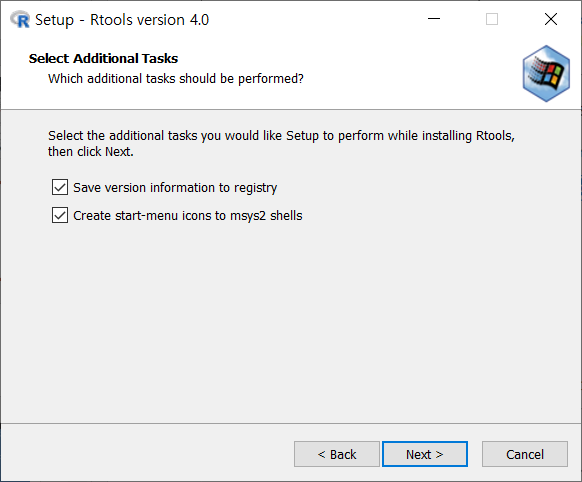 Setup - Rtools version 4.0
Select Additional Tasks
Which additional tasks should be performed?
Select the additional tasks you would like Setup to perform while installing Rtools,
then click Next.
Save version information to registry
Create start-menu icons to msys2 shells
< Back Next > Cancel